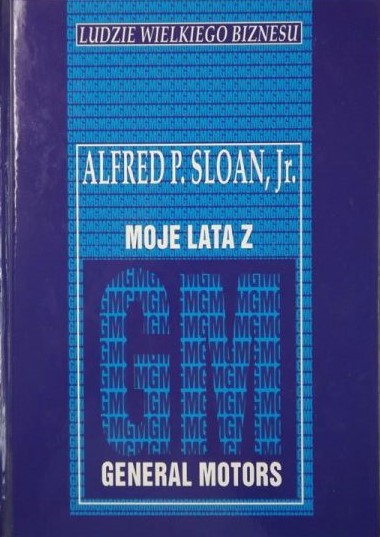 LUDZIE WIELKIEGO BIZNESU
ALFRED P. SLOAN, Jr.
MOJE LATA Z
GM
GENERAL MOTORS